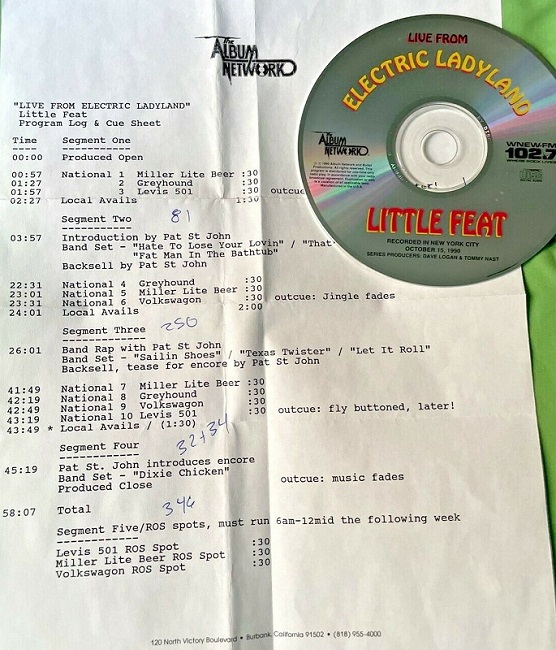 The
ALBUM
NETWORK
"LIVE FROM ELECTRIC LADYLAND"
Little Feat
Program Log & Cue Sheet
Time Segment One
---- ------------
00:00 Produced Open
00:57 National 1 Miller Lite Beer :30
01:27 2 Greyhound :30
01:57 3 Levis 501 :30 outcue
02:27 Local Avails 1:30
Segment Two 81
------------
03:57 Introduction by Pat St John
Band Set - "Hate To Lose Your Lovin" / "That
"Fat Man In the Bathtub"
Backsell by Pat St John
22:31 National 4 Greyhound :30
23:01 National 5 Miller Lite Beer :30
23:31 National 6 Volkswagon :30 outcue: Jingle fades
24:01 Local Avails 2:00
Segment Three 250
-------------
26:01 Band Rap with Pat St John
Band Set - "Sailin Shoes" / "Texas Twister" / "Let It Roll"
Backsell, tease for encore by Pat St John
41:49 National 7 Miller Lite Beer :30
42:19 National 8 Greyhound :30
42:49 National 9 Volkswagon :30
43:19 National 10 Levis 501 :30 outcue: fly buttoned, later!
43:49 * Local Avails / (1:30)
Segment Four 32+34
------------
45:19 Pat St. John introduces encore
Band Set - "Dixie Chicken"
Produced Close outcue: music fades
58:07 Total 346
Segment Five/ROS spots, must run 6am-12mid the following week
------------
Levis 501 ROS Spot :30
Miller Lite Beer ROS Spot :30
Volkswagon ROS Spot :30
120 North Victory Boulevard • Burbank, California 91502 • (818) 955-4000
LIVE FROM
ELECTRIC LADYLAND
The
ALBUM
NETWORK
WNEW-FM
102.7
LITTLE FEAT
RECORDED IN NEW YORK CITY
OCTOBER 15, 1990
SERIES PRODUCERS: DAVE LOGAN & TOMMY NAST